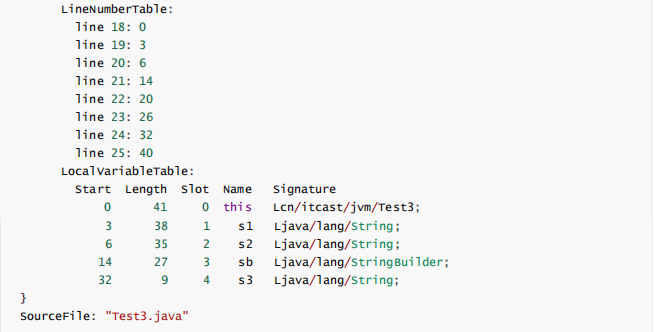 LineNumberTable:
line 18: 0
line 19: 3
line 20: 6
line 21: 14
line 22: 20
line 23: 26
line 24: 32
line 25: 40
LocalVariableTable:
Start Length Slot Name Signature
0 41 0 this Lcn/itcast/jvm/Test3;
3 38 1 s1 Ljava/lang/String;
6 35 2 s2 Ljava/lang/String;
14 27 3 sb Ljava/lang/StringBuilder;
32 9 4 s3 Ljava/lang/String;
}
SourceFile: "Test3.java"